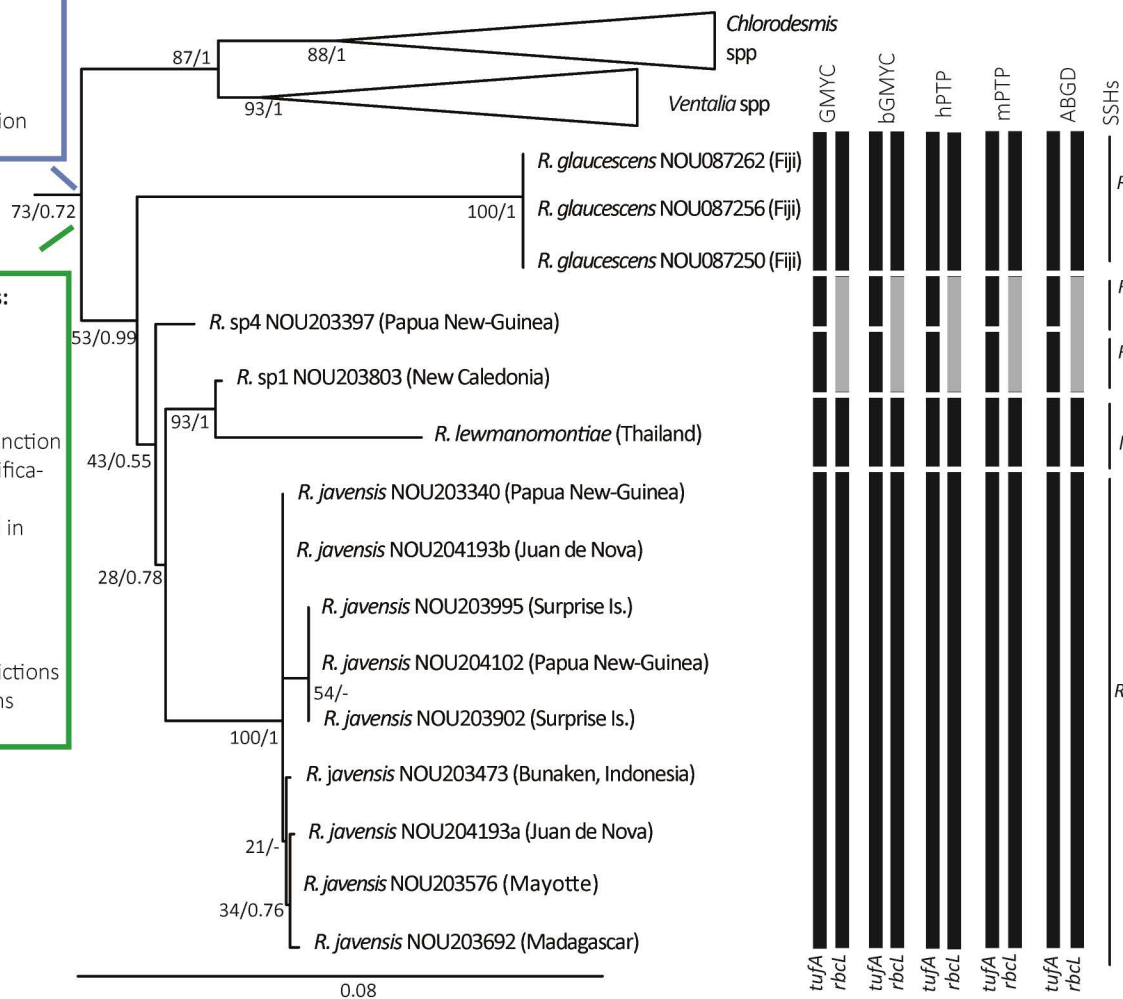 ion
s:
nction
ifica-
in
ictions
ns
Chlorodesmis
spp
87/1
88/1
Ventalia spp
93/1
GMYC
bGMYC
hPTP
mPTP
ABGD
SSHs
R. glaucescens NOU087262 (Fiji)
R
73/0.72
100/1
R. glaucescens NOU087256 (Fiji)
R. glaucescens NOU087250 (Fiji)
R. sp4 NOU203397 (Papua New-Guinea)
53/0.99
R. sp1 NOU203803 (New Caledonia)
93/1
R. lewmanomontiae (Thailand)
43/0.55
R. javensis NOU203340 (Papua New-Guinea)
R. javensis NOU204193b (Juan de Nova)
28/0.78
R. javensis NOU203995 (Surprise Is.)
R. javensis NOU204102 (Papua New-Guinea)
54/-
R. javensis NOU203902 (Surprise Is.)
R
100/1
R. javensis NOU203473 (Bunaken, Indonesia)
R. javensis NOU204193a (Juan de Nova)
21/-
R. javensis NOU203576 (Mayotte)
34/0.76
R. javensis NOU203692 (Madagascar)
tufA rbcL tufA rbcL tufA rbcL tufA rbcL tufA rbcL
0.08